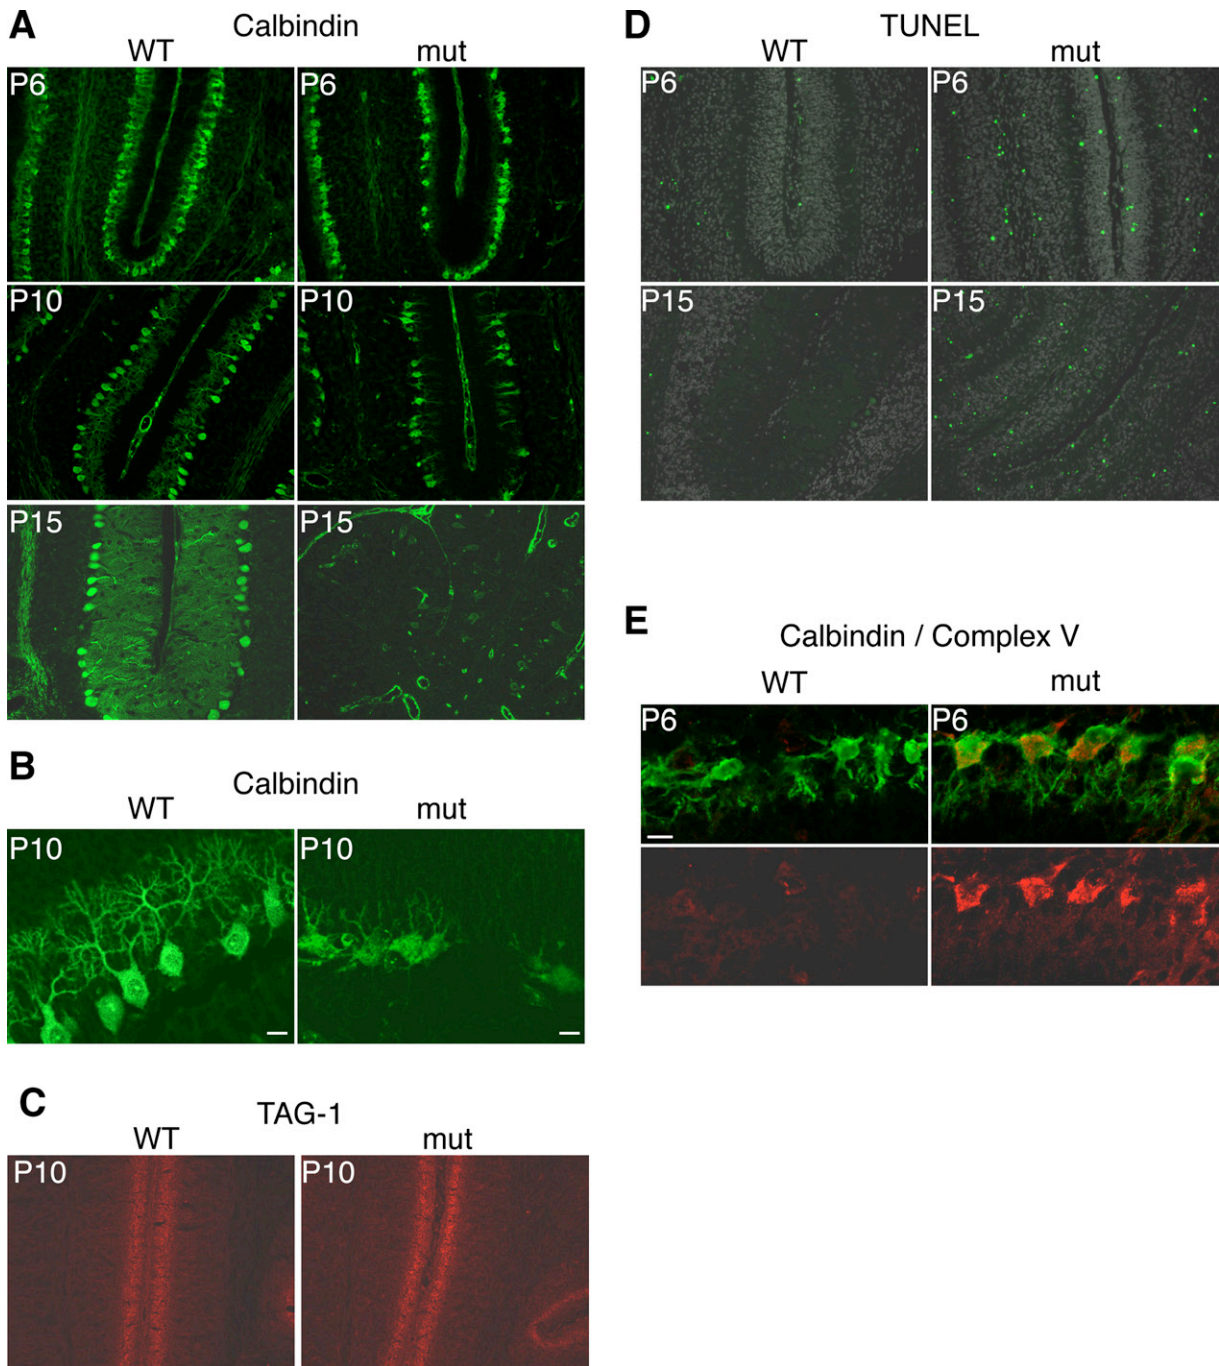 A
Calbindin
WT mut
P6 P6
P10 P10
P15 P15
B
Calbindin
WT mut
P10 P10
C
TAG-1
WT mut
P10 P10
D
TUNEL
WT mut
P6 P6
P15 P15
E
Calbindin / Complex V
WT mut
P6 P6